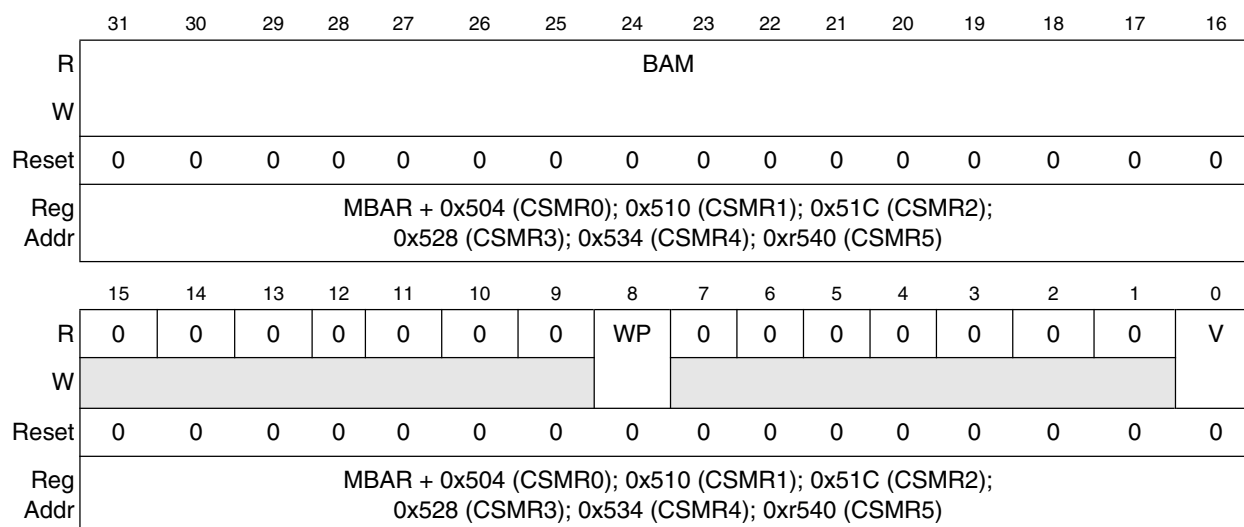 31 30 29 28 27 26 25 24 23 22 21 20 19 18 17 16
R BAM
W
Reset 0 0 0 0 0 0 0 0 0 0 0 0 0 0 0 0
Reg MBAR + 0x504 (CSMR0); 0x510 (CSMR1); 0x51C (CSMR2);
Addr 0x528 (CSMR3); 0x534 (CSMR4); 0xr540 (CSMR5)
15 14 13 12 11 10 9 8 7 6 5 4 3 2 1 0
R 0 0 0 0 0 0 0 WP 0 0 0 0 0 0 0 V
W
Reset 0 0 0 0 0 0 0 0 0 0 0 0 0 0 0 0
Reg MBAR + 0x504 (CSMR0); 0x510 (CSMR1); 0x51C (CSMR2);
Addr 0x528 (CSMR3); 0x534 (CSMR4); 0xr540 (CSMR5)